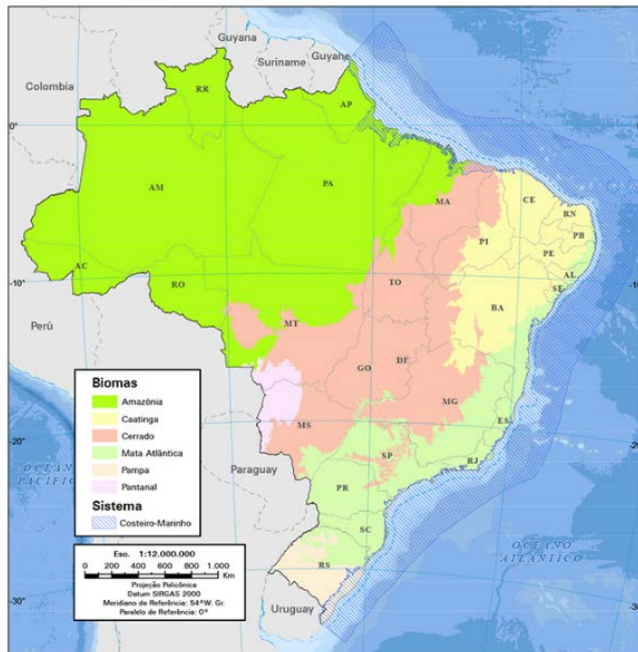 Guyana
Suriname
Guyane
Colombia
RR
AP
0°
0°
AM
PA
MA
CE
RN
PB
PI
PE
AL
SE
AC
-10°
-10°
RO
TO
BA
Perú
MT
GO
DF
MG
MS
ES
-20°
-20°
SP
RJ
PR
SC
RS
Biomas
Amazônia
Caatinga
Cerrado
Mata Atlântica
Pampa
Pantanal
Sistema
Costeiro-Marinho
OCEANO
PACÍFICO
Paraguay
OCEANO
ATLÂNTICO
Esc. 1:12.000.000
0 200 400 600 800 1.000
Km
Projeção Policônica
Datum SIRGAS 2000
Meridiano de Referência: 54°W. Gr.
Paralelo de Referência: 0°
-30°
-30°
Uruguay